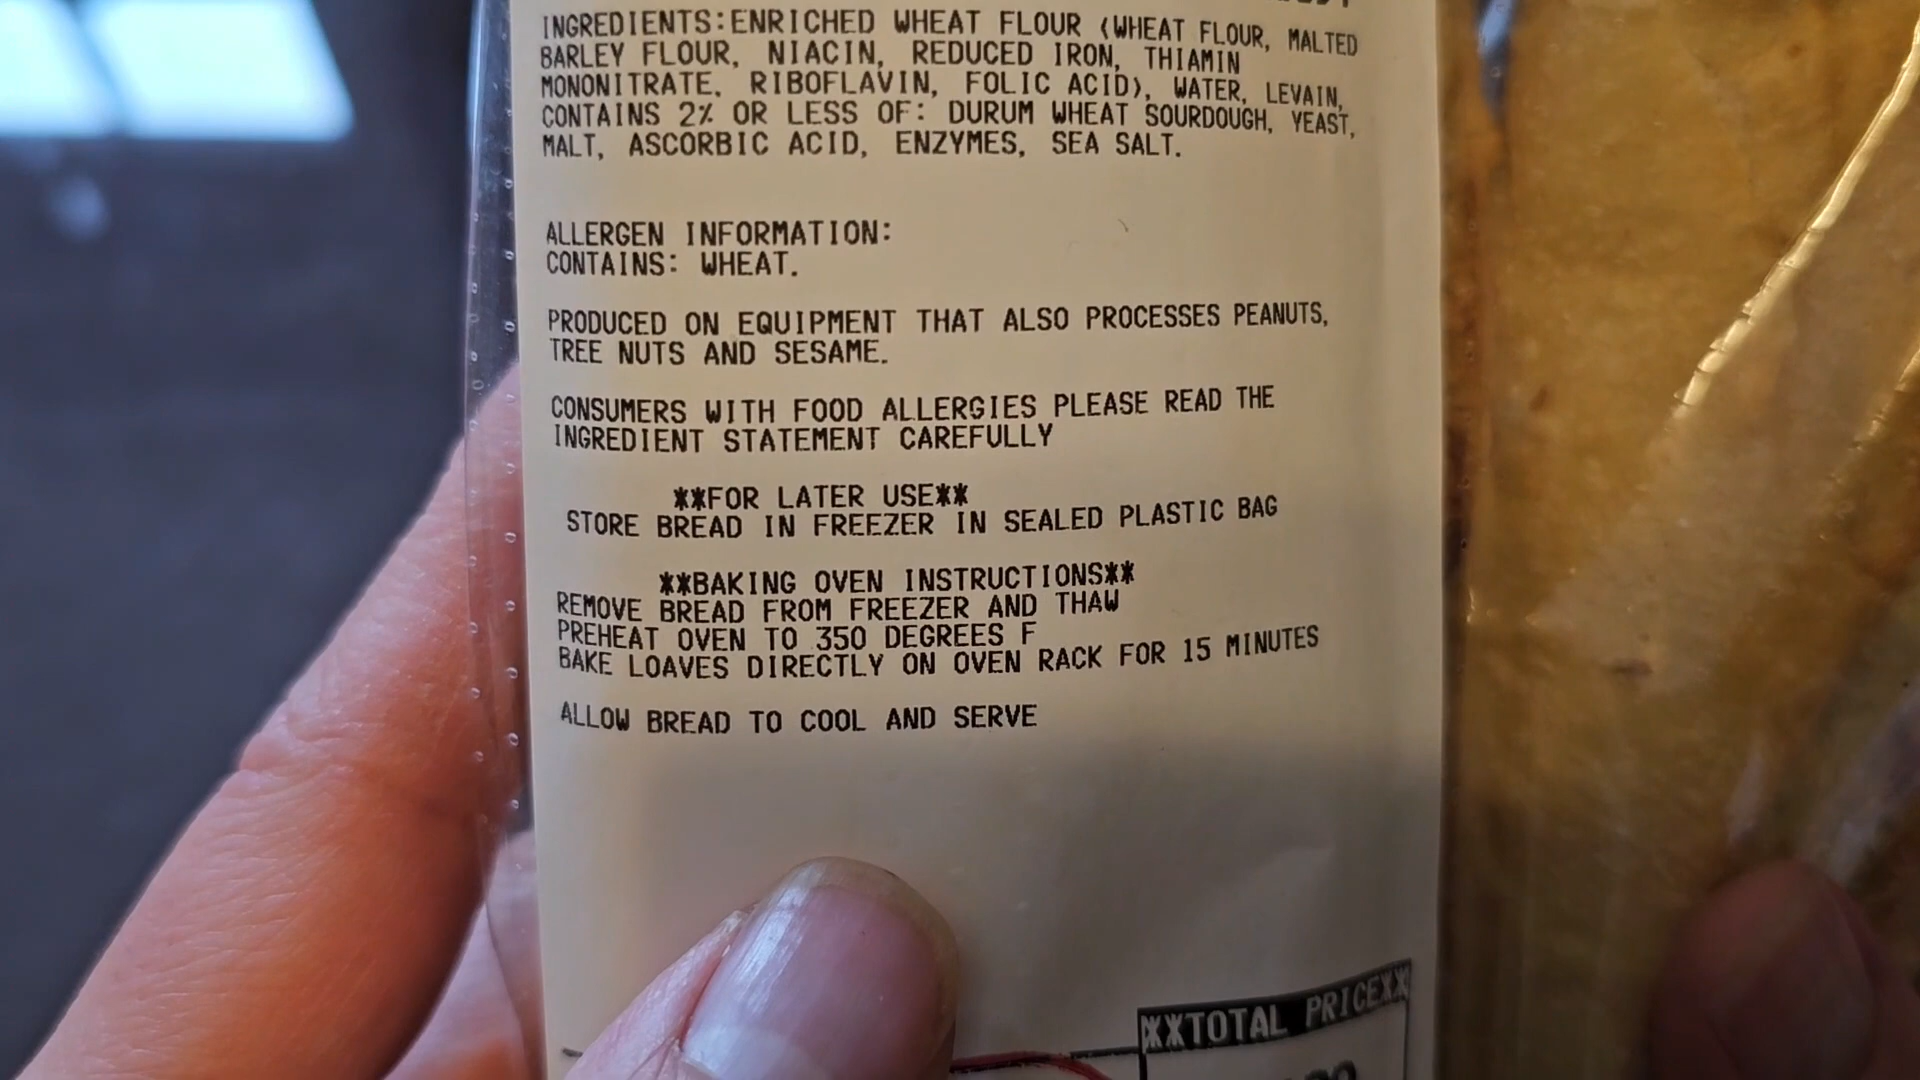 INGREDIENTS:ENRICHED WHEAT FLOUR (WHEAT FLOUR, MALTED
BARLEY FLOUR, NIACIN, REDUCED IRON, THIAMIN
MONONITRATE, RIBOFLAVIN, FOLIC ACID), WATER, LEVAIN,
CONTAINS 2% OR LESS OF: DURUM WHEAT SOURDOUGH, YEAST,
MALT, ASCORBIC ACID, ENZYMES, SEA SALT.
ALLERGEN INFORMATION:
CONTAINS: WHEAT.
PRODUCED ON EQUIPMENT THAT ALSO PROCESSES PEANUTS,
TREE NUTS AND SESAME.
CONSUMERS WITH FOOD ALLERGIES PLEASE READ THE
INGREDIENT STATEMENT CAREFULLY
**FOR LATER USE**
STORE BREAD IN FREEZER IN SEALED PLASTIC BAG
**BAKING OVEN INSTRUCTIONS**
REMOVE BREAD FROM FREEZER AND THAW
PREHEAT OVEN TO 350 DEGREES F
BAKE LOAVES DIRECTLY ON OVEN RACK FOR 15 MINUTES
ALLOW BREAD TO COOL AND SERVE
**TOTAL PRICE**